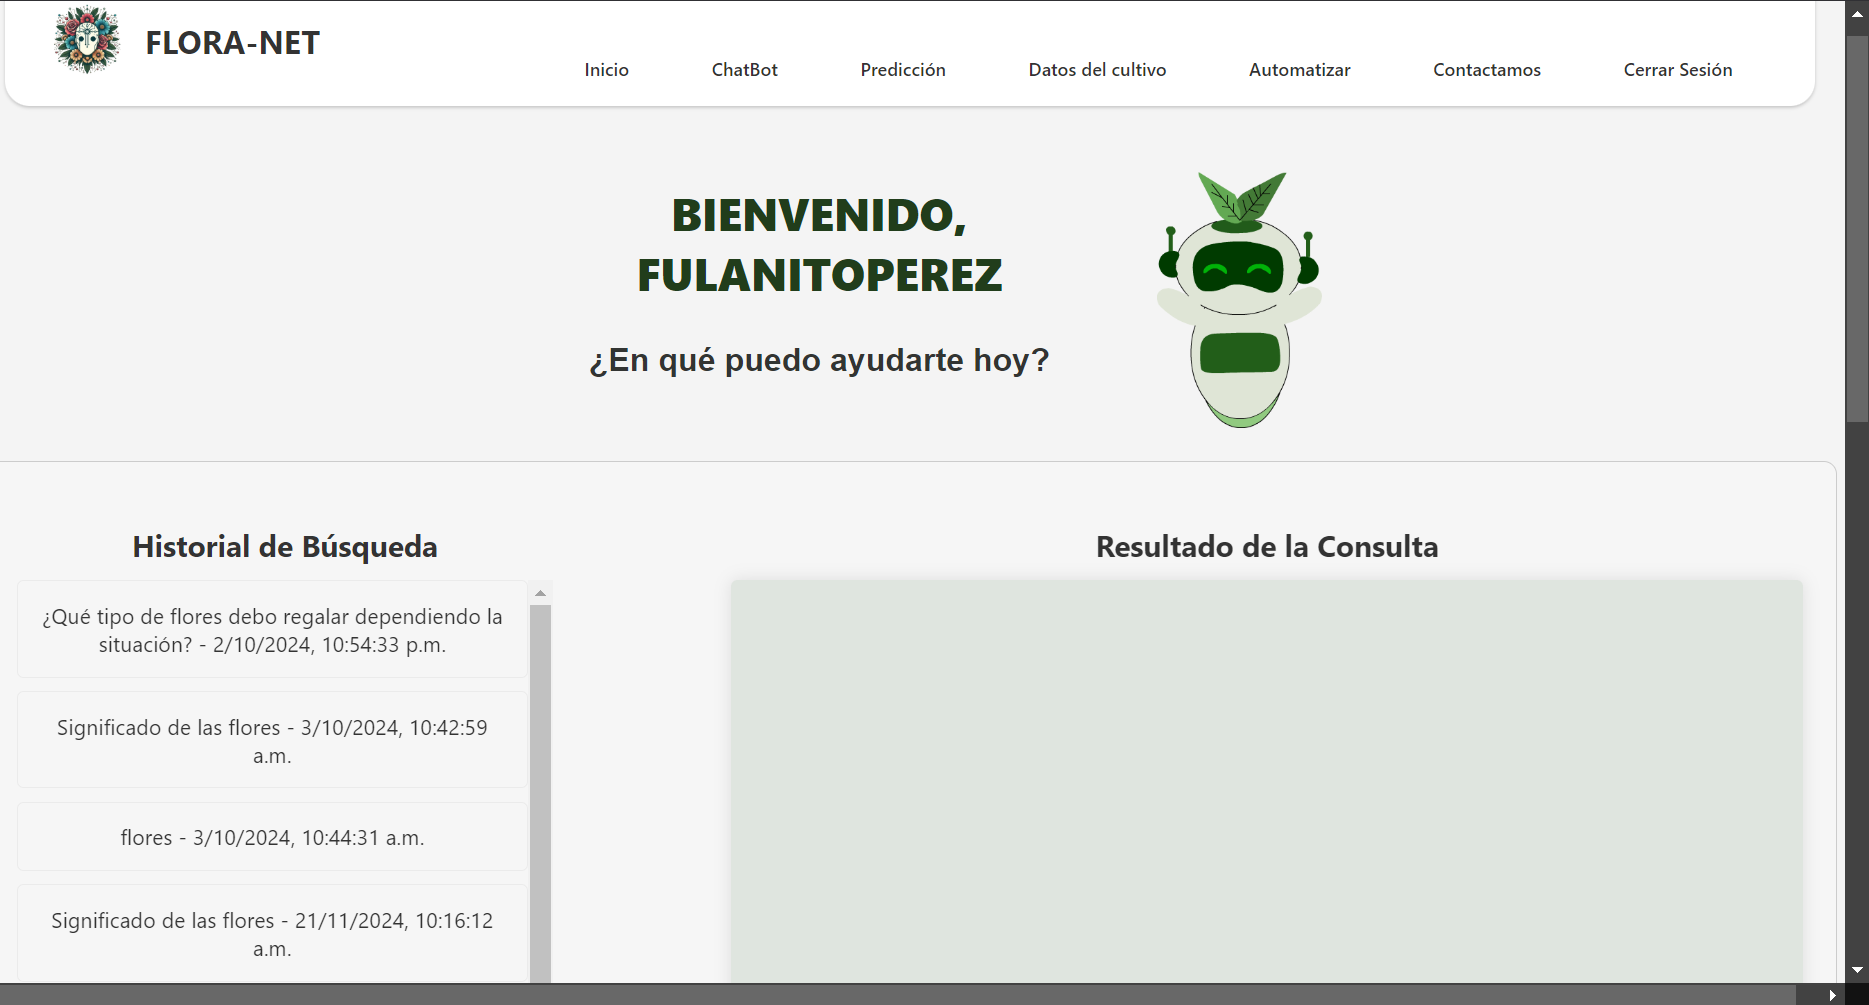 FLORA-NET
Inicio
ChatBot
Predicción
Datos del cultivo
Automatizar
Contactamos
Cerrar Sesión
BIENVENIDO,
FULANITOPEREZ
¿En qué puedo ayudarte hoy?
Historial de Búsqueda
¿Qué tipo de flores debo regalar dependiendo la
situación? - 2/10/2024, 10:54:33 p.m.
Significado de las flores - 3/10/2024, 10:42:59
a.m.
flores - 3/10/2024, 10:44:31 a.m.
Significado de las flores - 21/11/2024, 10:16:12
a.m.
Resultado de la Consulta